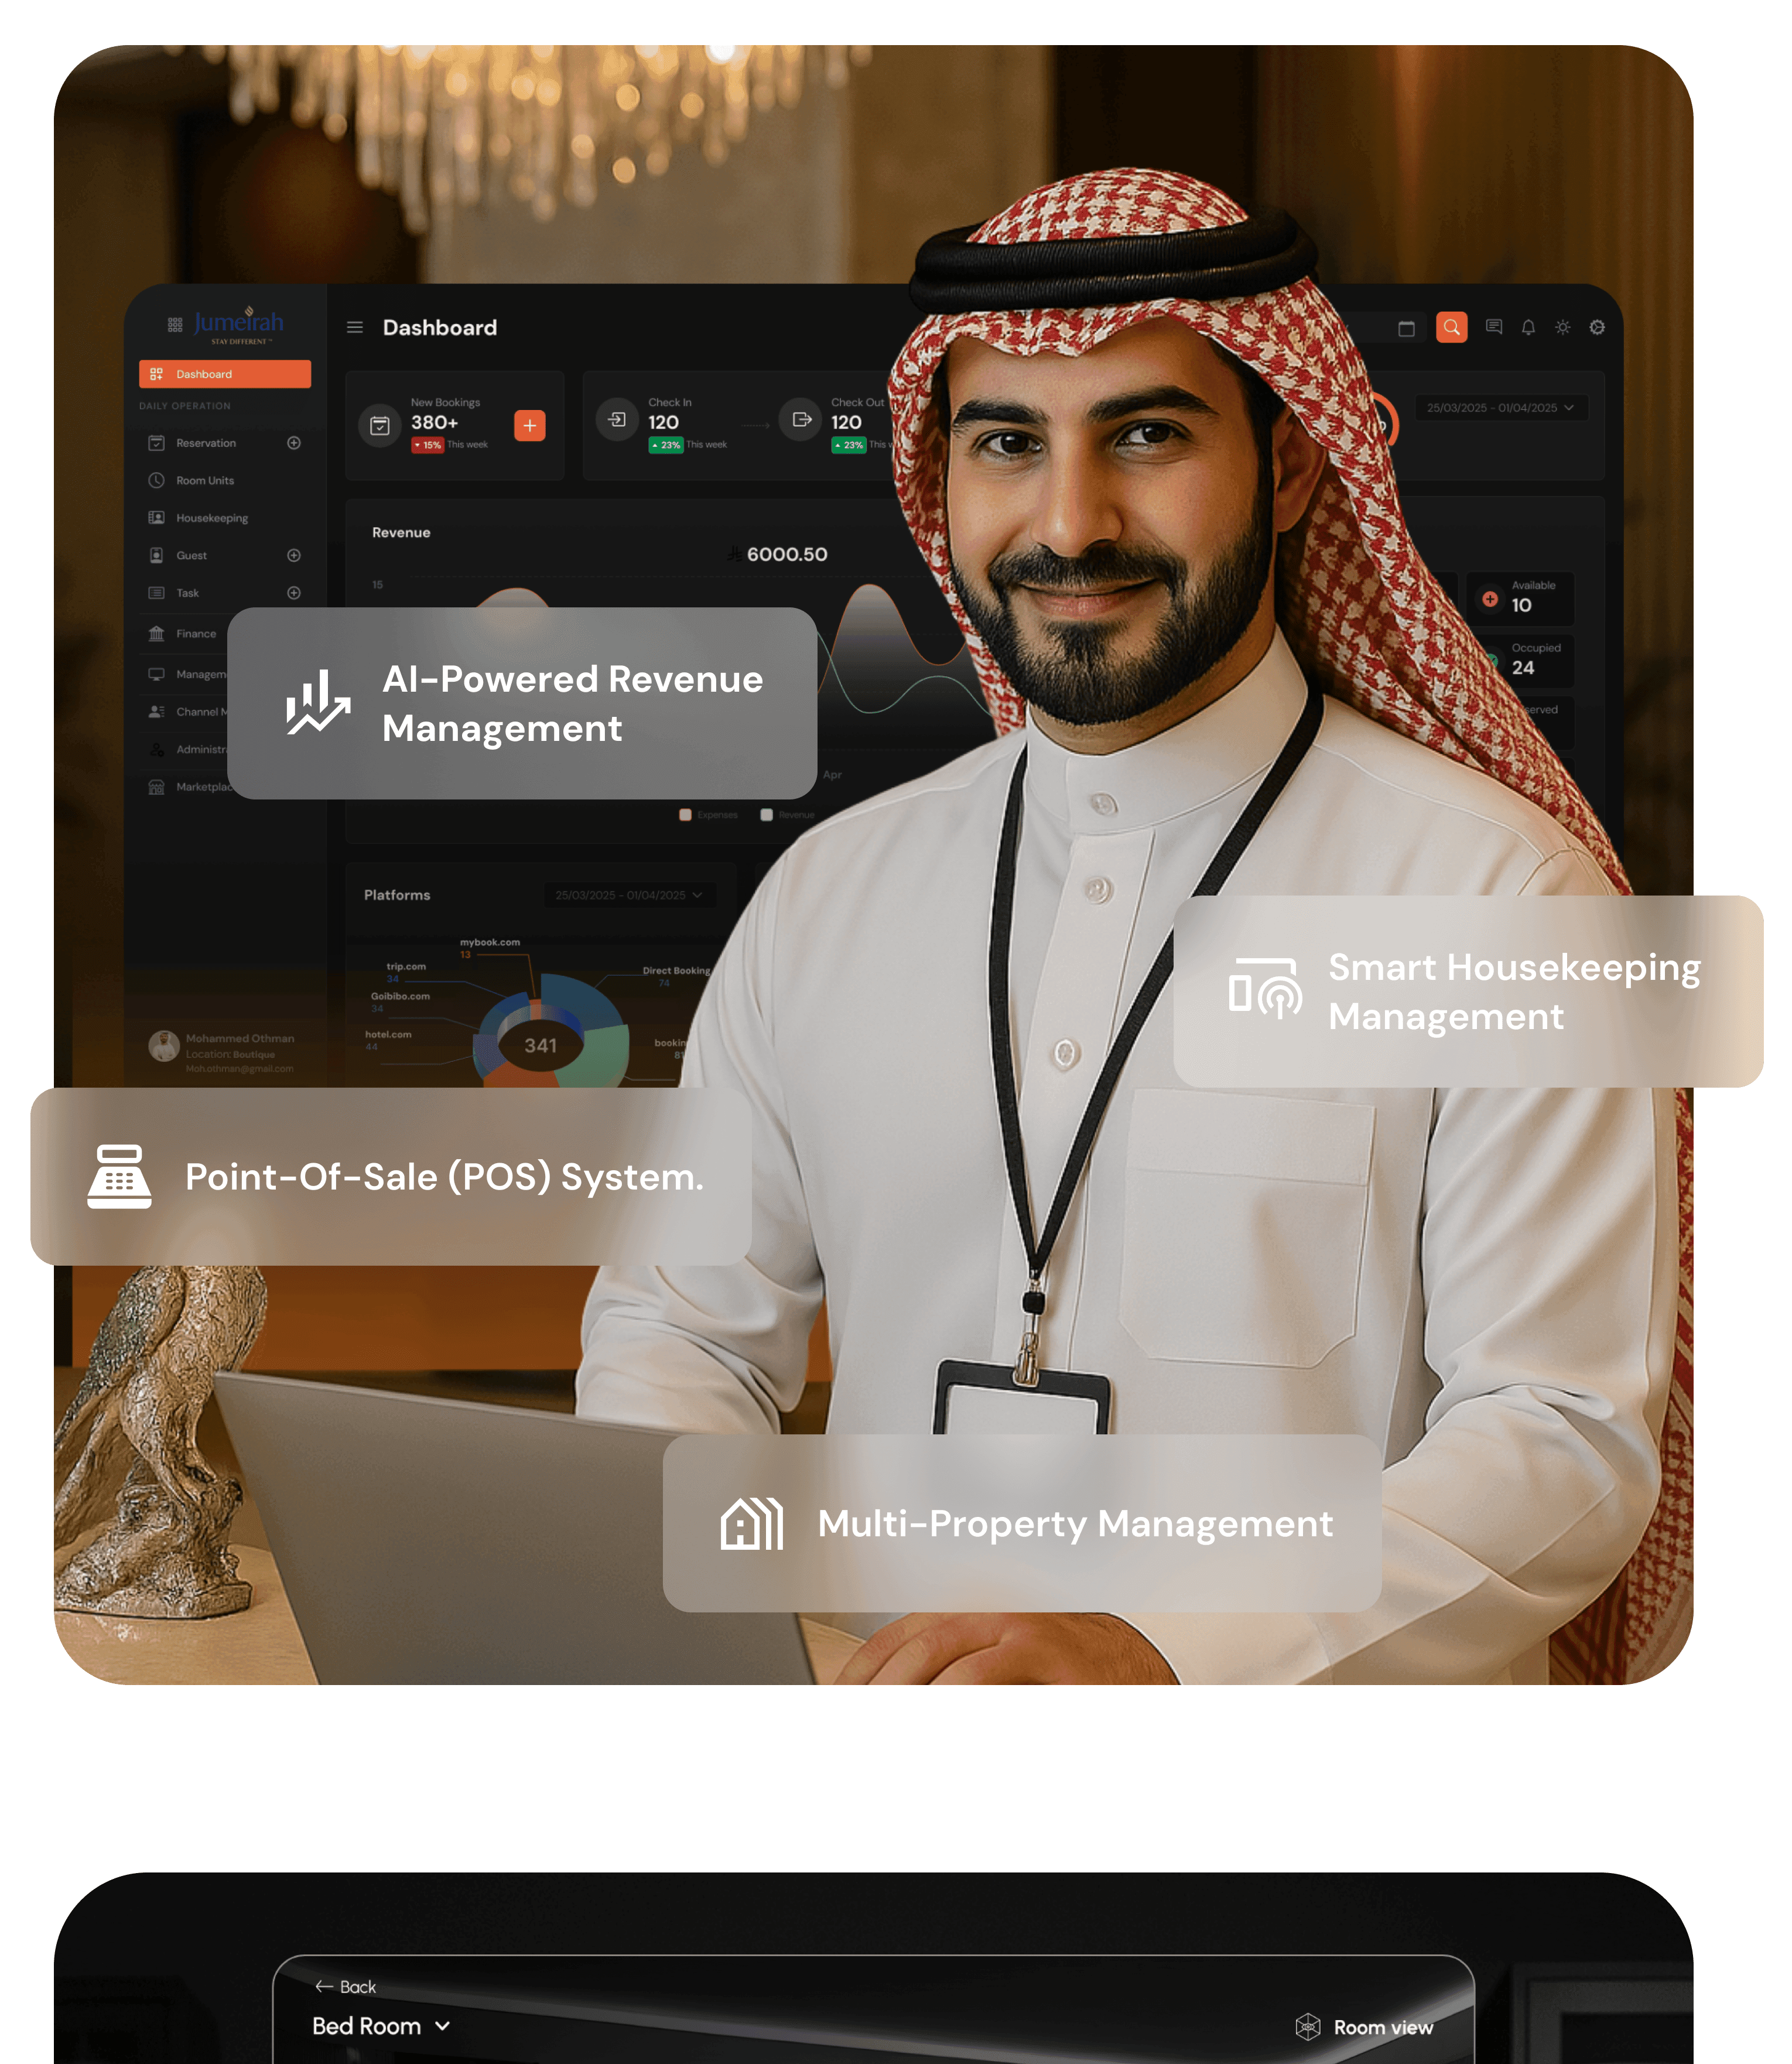 Jumeirah
STAY DIFFERENT™
Dashboard
Dashboard
DAILY OPERATION
Reservation
Room Units
Housekeeping
Guest
Task
Finance
Managem
Channel M
Administr
Marketplac
New Bookings
380+
15% This week
Check In
120
23% This week
Check Out
120
23% This w
25/03/2025 - 01/04/2025
Revenue
6000.50
15
Apr
Expenses
Revenue
Available
10
Occupied
24
served
AI-Powered Revenue
Management
Platforms
25/03/2025 - 01/04/2025
mybook.com
13
trip.com
34
Goibibo.com
34
hotel.com
44
Direct Booking
74
bookin
81
341
Mohammed Othman
Location: Boutique
Moh.othman@gmail.com
Smart Housekeeping
Management
Point-Of-Sale (POS) System.
Multi-Property Management
Back
Bed Room
Room view